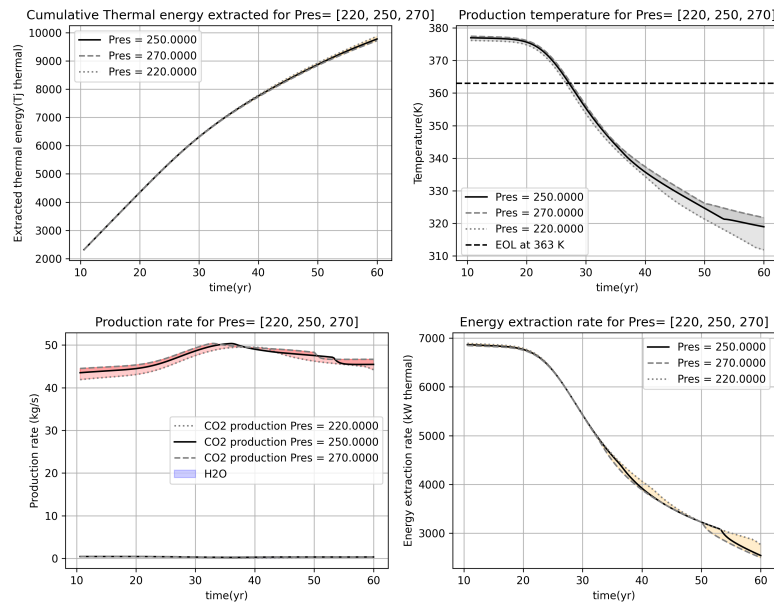 Cumulative Thermal energy extracted for Pres= [220, 250, 270]
Extracted thermal energy(Tj thermal)
10000
9000
8000
7000
6000
5000
4000
3000
2000
Pres = 250.0000
Pres = 270.0000
Pres = 220.0000
10 20 30 40 50 60
time(yr)
Production temperature for Pres= [220, 250, 270]
Temperature(K)
380
370
360
350
340
330
320
310
Pres = 250.0000
Pres = 270.0000
Pres = 220.0000
EOL at 363 K
10 20 30 40 50 60
time(yr)
Production rate for Pres= [220, 250, 270]
Production rate (kg/s)
50
40
30
20
10
0
CO2 production Pres = 220.0000
CO2 production Pres = 250.0000
CO2 production Pres = 270.0000
H2O
10 20 30 40 50 60
time(yr)
Energy extraction rate for Pres= [220, 250, 270]
Energy extraction rate (kW thermal)
7000
6000
5000
4000
3000
Pres = 250.0000
Pres = 270.0000
Pres = 220.0000
10 20 30 40 50 60
time(yr)